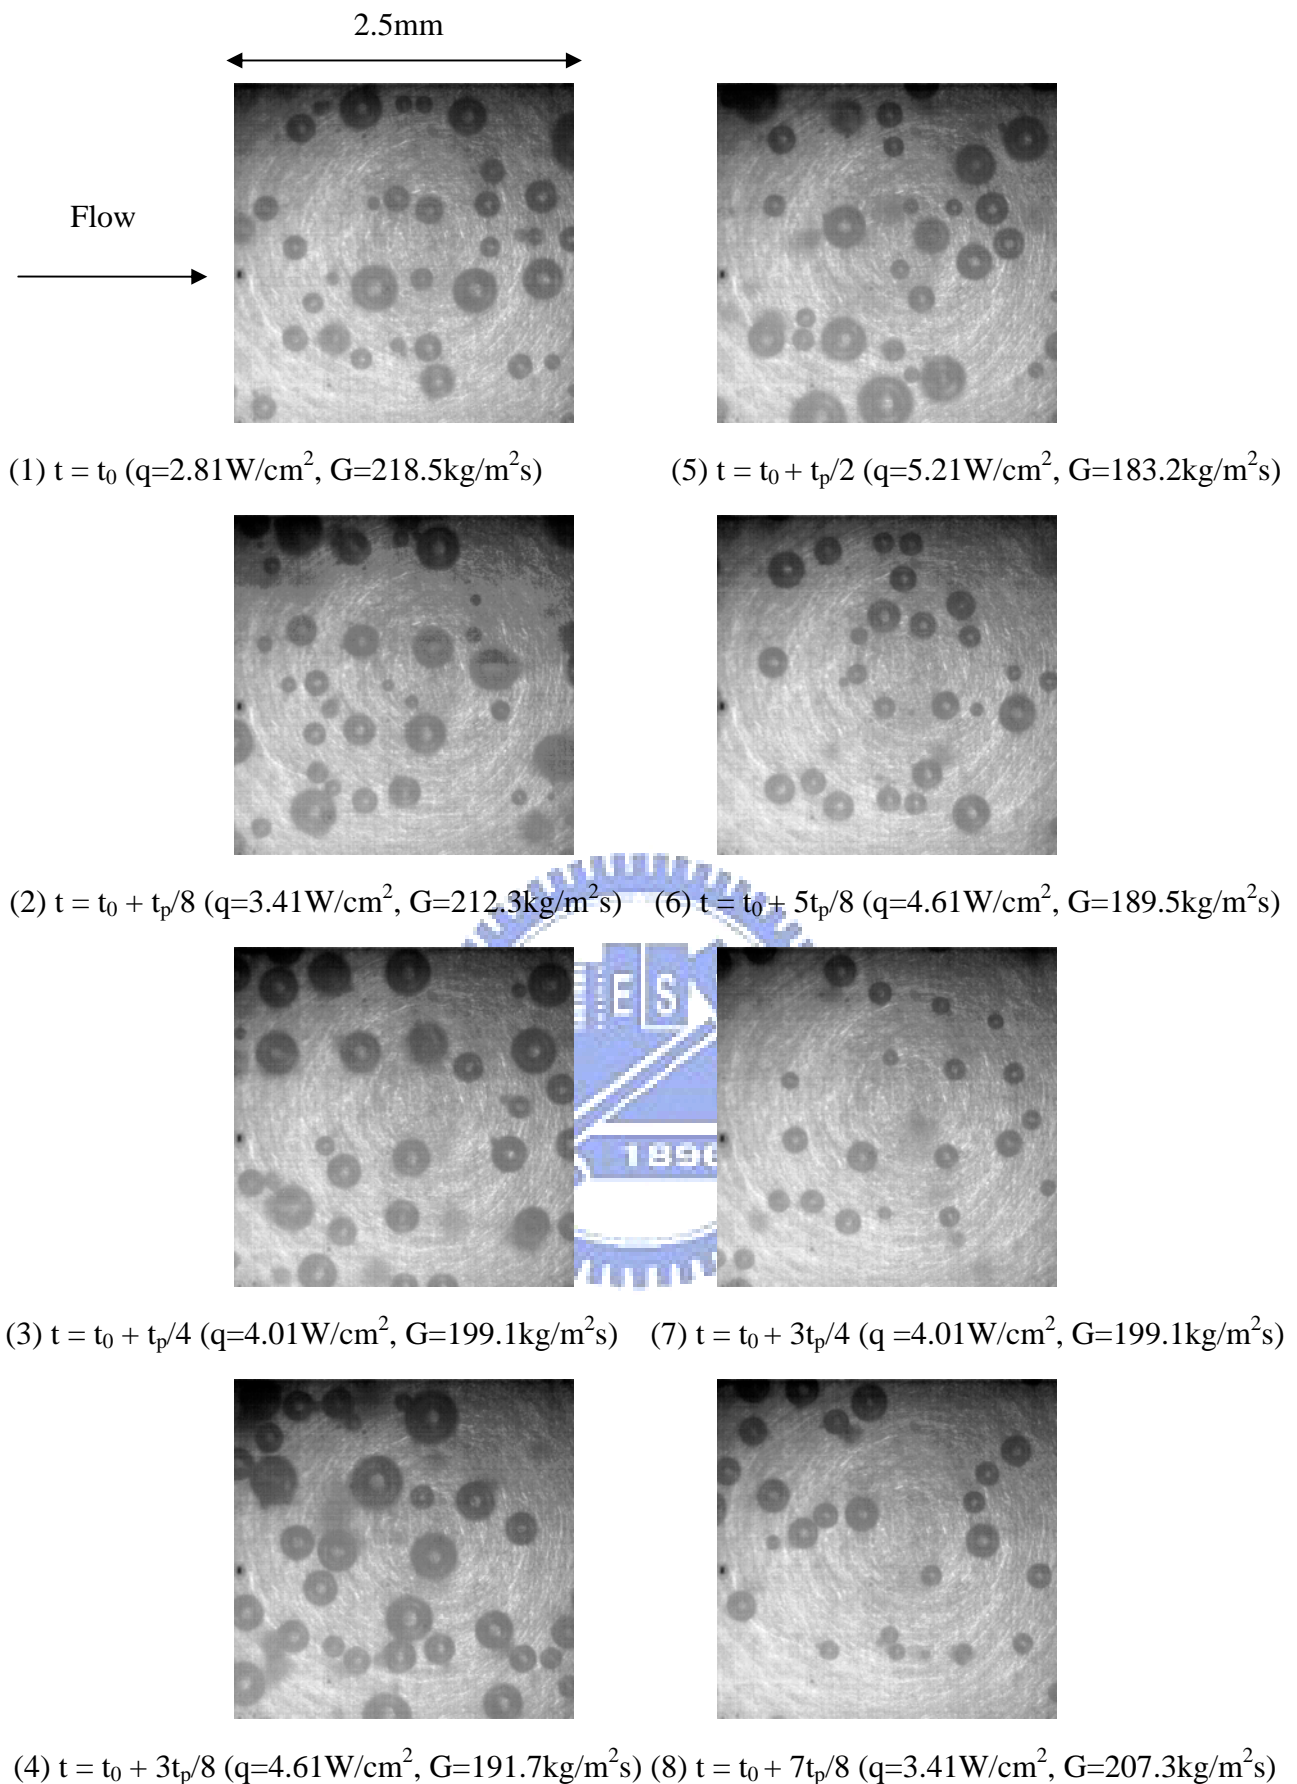 2.5mm
Flow
(1) t = t₀ (q=2.81W/cm², G=218.5kg/m²s)
(5) t = t₀ + tₚ/2 (q=5.21W/cm², G=183.2kg/m²s)
(2) t = t₀ + tₚ/8 (q=3.41W/cm², G=212.3kg/m²s)
(6) t = t₀ + 5tₚ/8 (q=4.61W/cm², G=189.5kg/m²s)
E S
1896
(3) t = t₀ + tₚ/4 (q=4.01W/cm², G=199.1kg/m²s)
(7) t = t₀ + 3tₚ/4 (q =4.01W/cm², G=199.1kg/m²s)
(4) t = t₀ + 3tₚ/8 (q=4.61W/cm², G=191.7kg/m²s)
(8) t = t₀ + 7tₚ/8 (q=3.41W/cm², G=207.3kg/m²s)